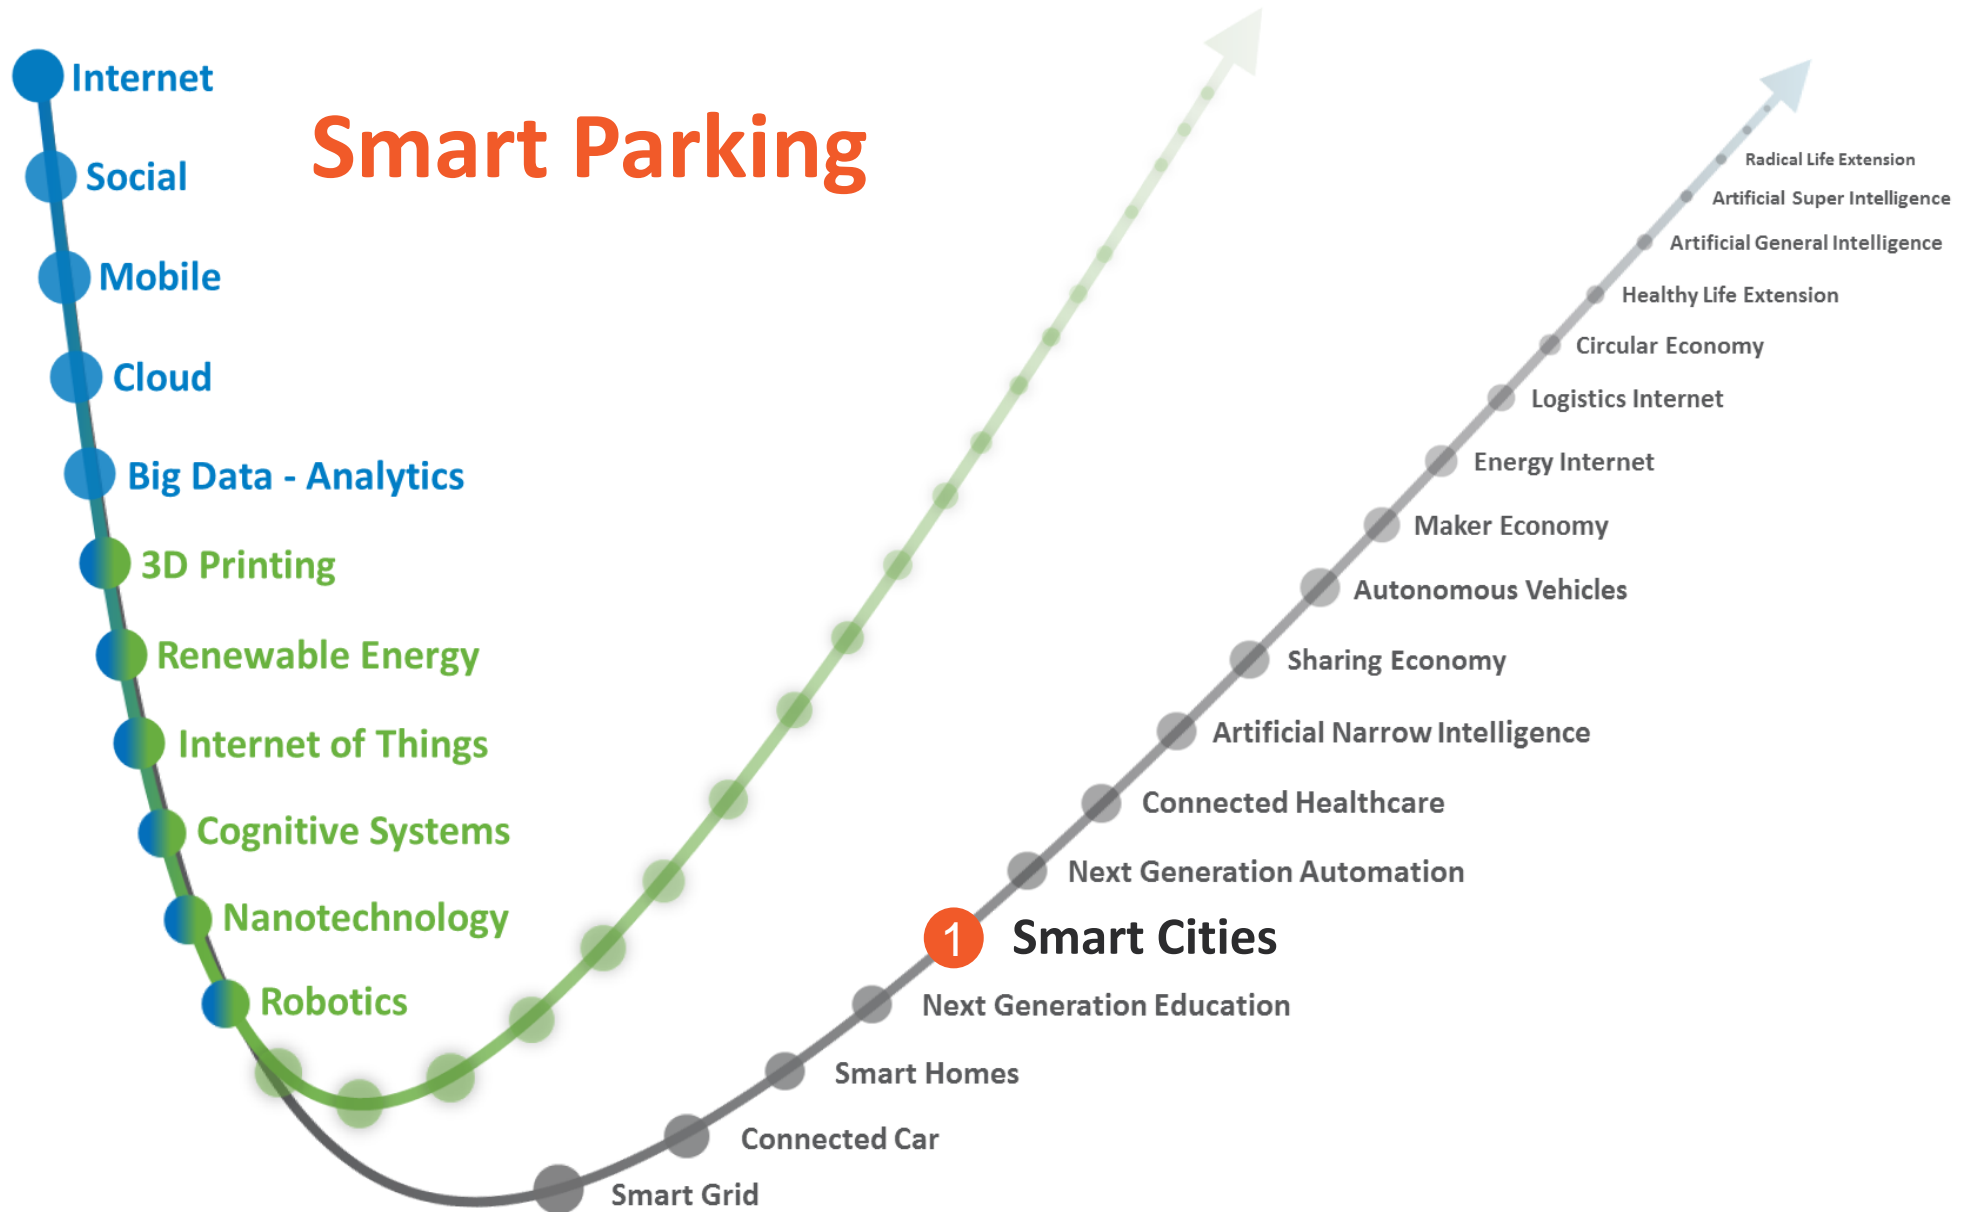 Internet
Smart Parking
Social
Mobile
Cloud
Big Data - Analytics
3D Printing
Renewable Energy
Internet of Things
Cognitive Systems
Nanotechnology
Robotics
Radical Life Extension
Artificial Super Intelligence
Artificial General Intelligence
Healthy Life Extension
Circular Economy
Logistics Internet
Energy Internet
Maker Economy
Autonomous Vehicles
Sharing Economy
Artificial Narrow Intelligence
Connected Healthcare
Next Generation Automation
1 Smart Cities
Next Generation Education
Smart Homes
Connected Car
Smart Grid